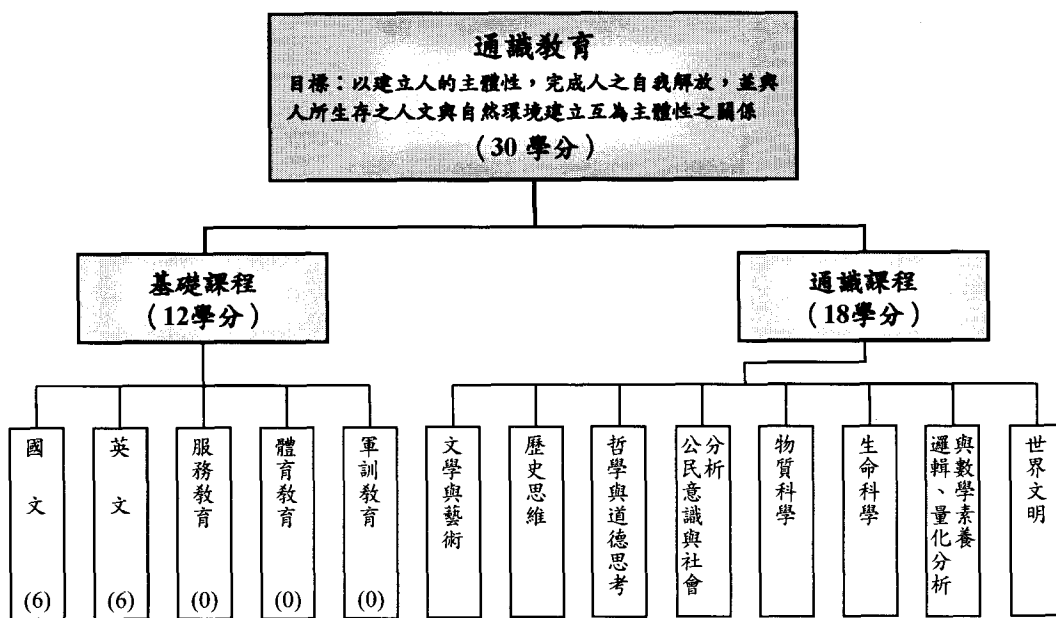 通識教育
目標：以建立人的主體性，完成人之自我解放，並與
人所生存之人文與自然環境建立互為主體性之關係
（30 學分）
基礎課程
（12學分）
通識課程
（18學分）
國文
(6)
英文
(6)
服務教育
(0)
體育教育
(0)
軍訓教育
(0)
文學與藝術
歷史思維
哲學與道德思考
公民意識與社會
分析
物質科學
生命科學
邏輯、量化分析
與數學素養
世界文明